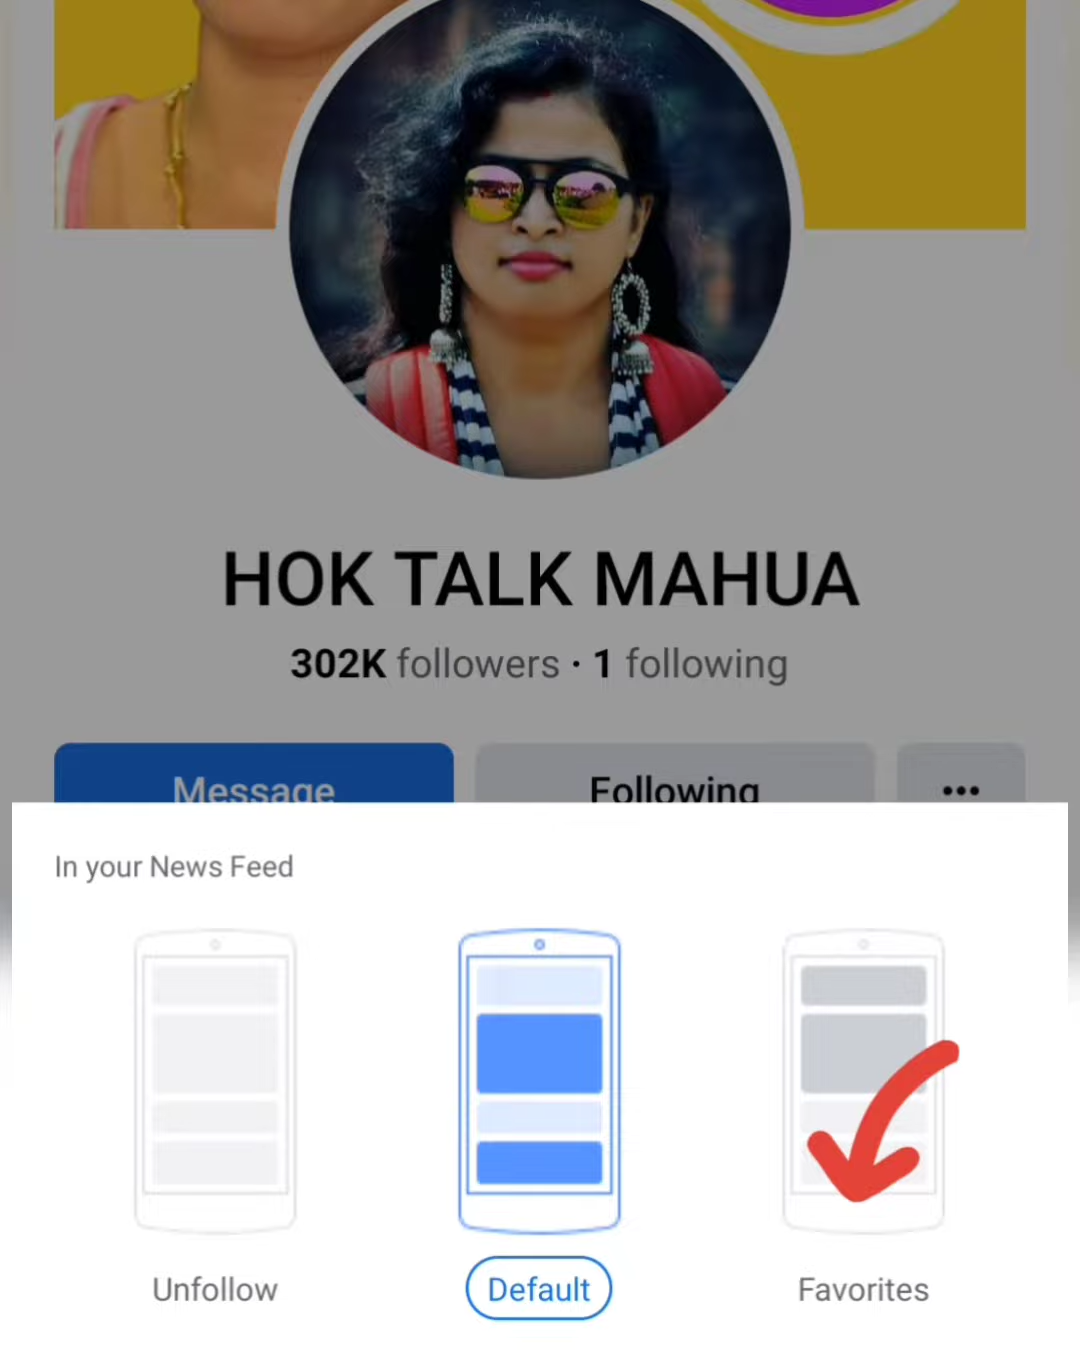 HOK TALK MAHUA
302K followers · 1 following
Message Following •••
In your News Feed
Unfollow Default Favorites